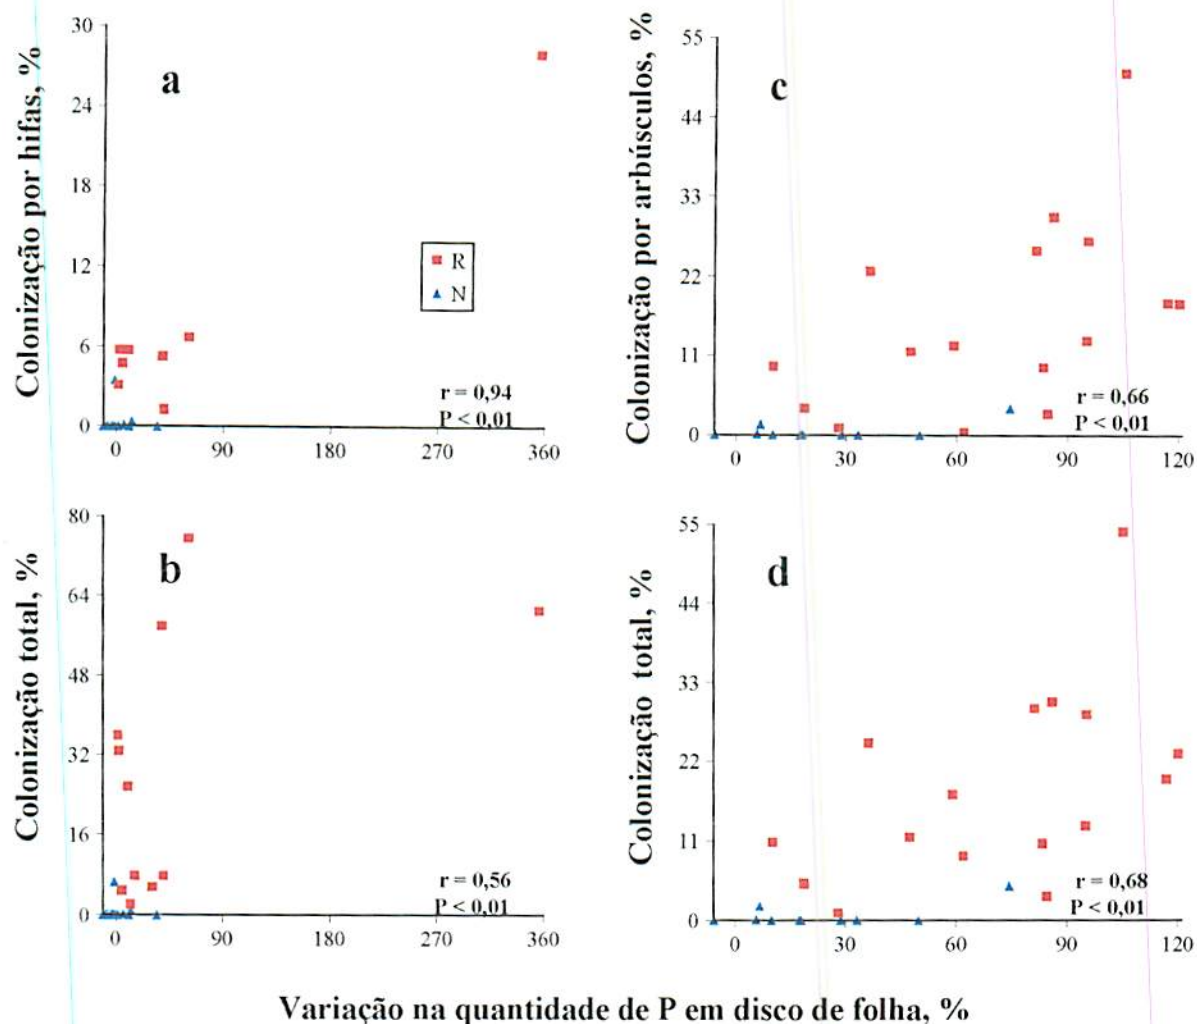 Colonização por hifas, %
30
24
18
12
6
0
a
R
N
r = 0,94
P < 0,01
0 90 180 270 360
Colonização por arbúsculos, %
55
44
33
22
11
0
c
r = 0,66
P < 0,01
0 30 60 90 120
Colonização total, %
80
64
48
32
16
0
b
r = 0,56
P < 0,01
0 90 180 270 360
Colonização total, %
55
44
33
22
11
0
d
r = 0,68
P < 0,01
0 30 60 90 120
Variação na quantidade de P em disco de folha, %